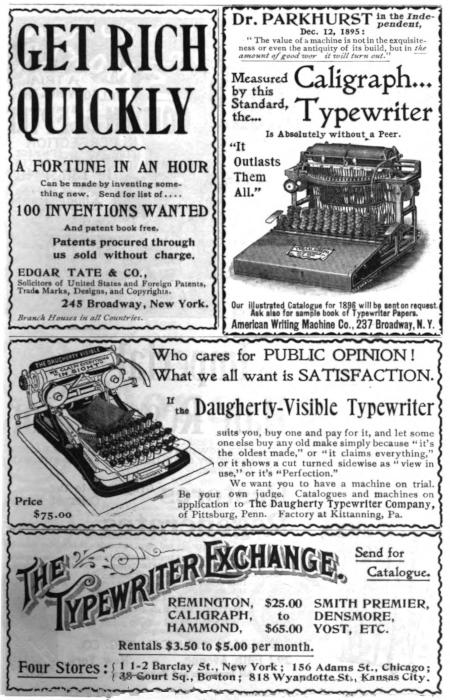 GET RICH
QUICKLY
A FORTUNE IN AN HOUR
Can be made by inventing some-
thing new. Send for list of....
100 INVENTIONS WANTED
And patent book free.
Patents procured through
us sold without charge.
EDGAR TATE & CO.,
Solicitors of United States and Foreign Patents,
Trade Marks, Designs, and Copyrights.
245 Broadway, New York.
Branch Houses in all Countries.
Dr. PARKHURST in the Inde-
pendent,
Dec. 12, 1895:
"The value of a machine is not in the exquisite-
ness or even the antiquity of its build, but in the
amount of good wor it will turn out."
Measured
by this
Standard,
the...
Caligraph...
Typewriter
Is Absolutely without a Peer.
"It
Outlasts
Them
All."
Our illustrated Catalogue for 1896 will be sent on request.
Ask also for sample book of Typewriter Papers.
American Writing Machine Co., 237 Broadway, N. Y.
THE DAUGHERTY VISIBLE
IN SIGHT
Price
$75.00
Who cares for PUBLIC OPINION!
What we all want is SATISFACTION.
If the Daugherty-Visible Typewriter
suits you, buy one and pay for it, and let some
one else buy any old make simply because "it's
the oldest made," or "it claims everything,"
or it shows a cut turned sidewise as "view in
use," or it's "Perfection."
We want you to have a machine on trial.
Be your own judge. Catalogues and machines on
application to The Daugherty Typewriter Company,
of Pittsburg, Penn. Factory at Kittanning, Pa.
THE
TYPEWRITER EXCHANGE.
Send for
Catalogue.
REMINGTON, $25.00 SMITH PREMIER,
CALIGRAPH, to DENSMORE,
HAMMOND, $65.00 YOST, ETC.
Rentals $3.50 to $5.00 per month.
Four Stores: 1 1-2 Barclay St., New York; 156 Adams St., Chicago;
38 Court Sq., Boston; 818 Wyandotte St., Kansas City.